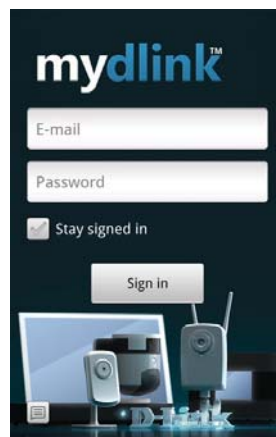 mydlink™
E-mail
Password
Stay signed in
Sign in
D-Link